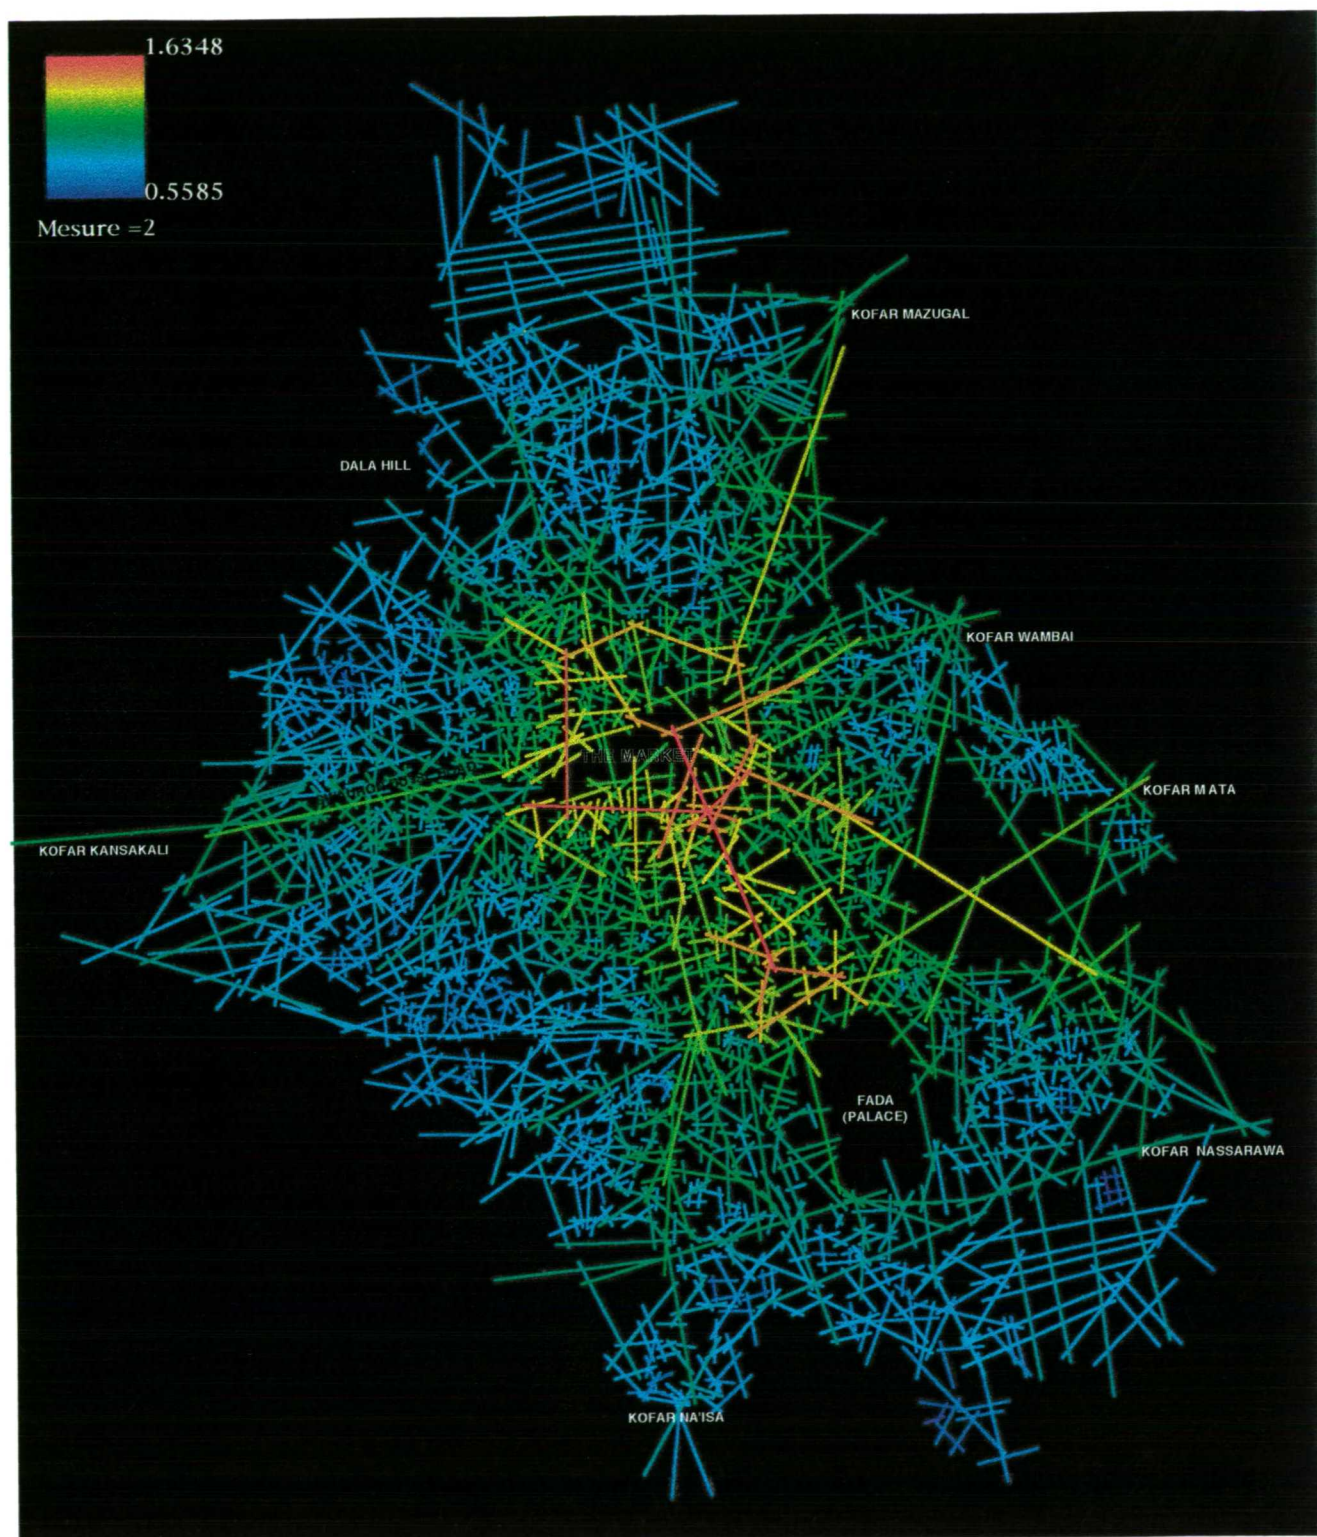 1.6348
0.5585
Mesure =2
KOFAR MAZUGAL
DALA HILL
KOFAR WAMBAI
THE MARKET
KOFAR MATA
KOFAR KANSAKALI
FADA
(PALACE)
KOFAR NASSARAWA
KOFAR NA'ISA